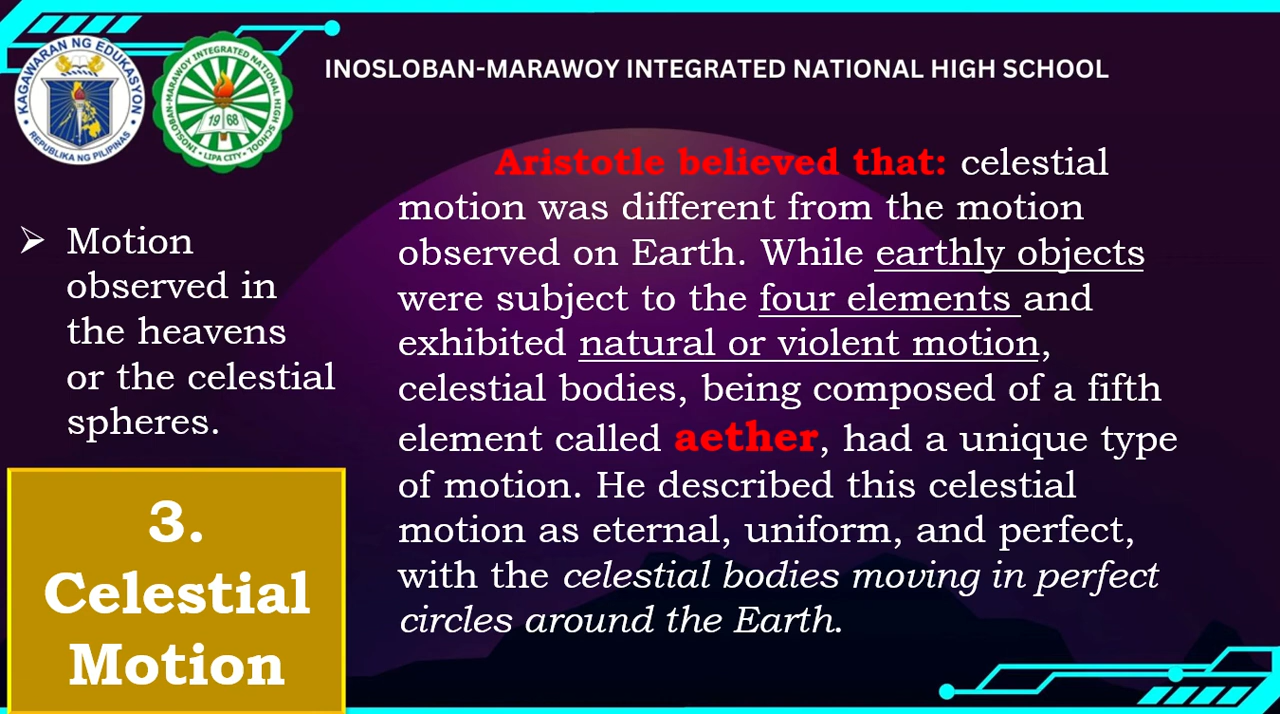 KAGAWARAN NG EDUKASYON
REPUBLIKA NG PILIPINAS
INOSLOBAN-MARAWOY INTEGRATED NATIONAL HIGH SCHOOL
1968
LIPA CITY
INOSLOBAN-MARAWOY INTEGRATED NATIONAL HIGH SCHOOL
➢ Motion
observed in
the heavens
or the celestial
spheres.
3.
Celestial
Motion
Aristotle believed that: celestial
motion was different from the motion
observed on Earth. While earthly objects
were subject to the four elements and
exhibited natural or violent motion,
celestial bodies, being composed of a fifth
element called aether, had a unique type
of motion. He described this celestial
motion as eternal, uniform, and perfect,
with the celestial bodies moving in perfect
circles around the Earth.